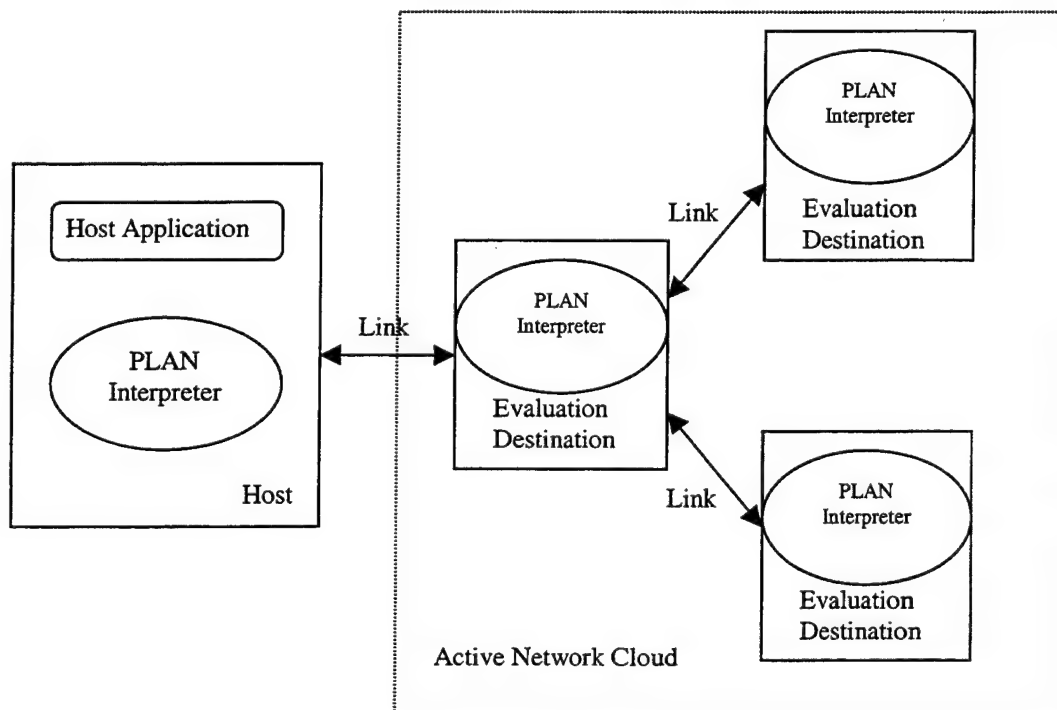 PLAN
Interpreter
Evaluation
Destination
Link
Host Application
PLAN
Interpreter
Host
Link
PLAN
Interpreter
Evaluation
Destination
Link
PLAN
Interpreter
Evaluation
Destination
Active Network Cloud